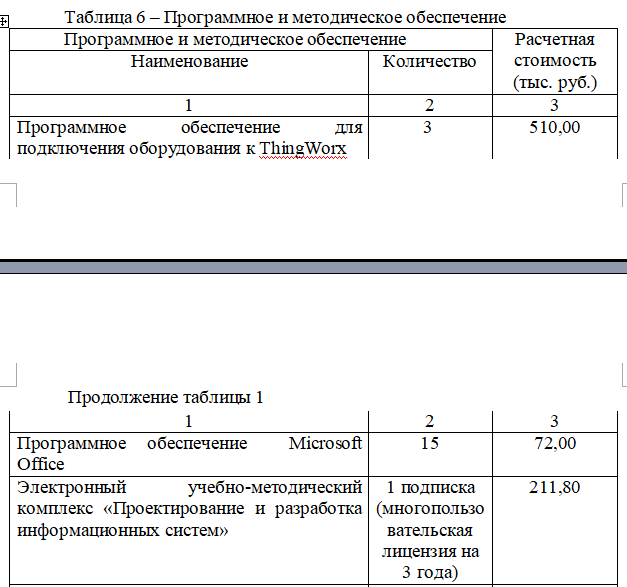 Таблица 6 – Программное и методическое обеспечение
Программное и методическое обеспечение
Расчетная
стоимость
(тыс. руб.)
Наименование
Количество
1
2
3
Программное обеспечение для
подключения оборудования к ThingWorx
3
510,00
Продолжение таблицы 1
1
2
3
Программное обеспечение Microsoft
Office
15
72,00
Электронный учебно-методический
комплекс «Проектирование и разработка
информационных систем»
1 подписка
(многопользо
вательская
лицензия на
3 года)
211,80